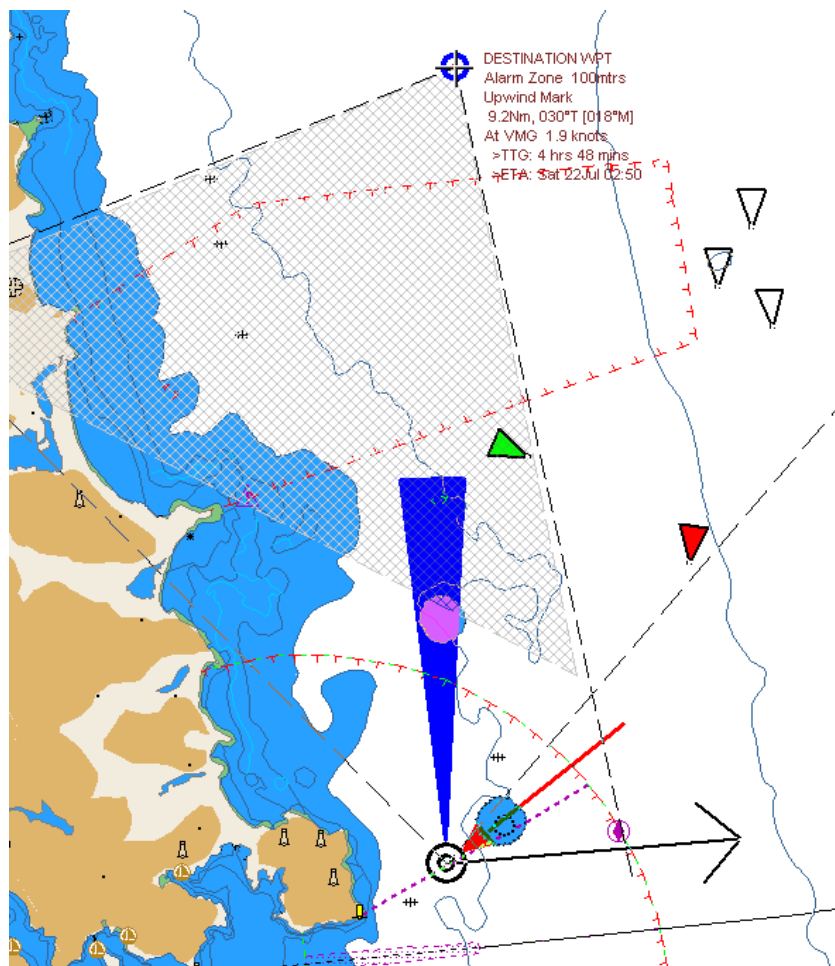 DESTINATION WPT
Alarm Zone 100mtrs
Upwind Mark
9.2Nm, 030°T [018°M]
At VMG 1.9 knots
>TTG: 4 hrs 48 mins
>ETA: Sat 22Jul 02:50